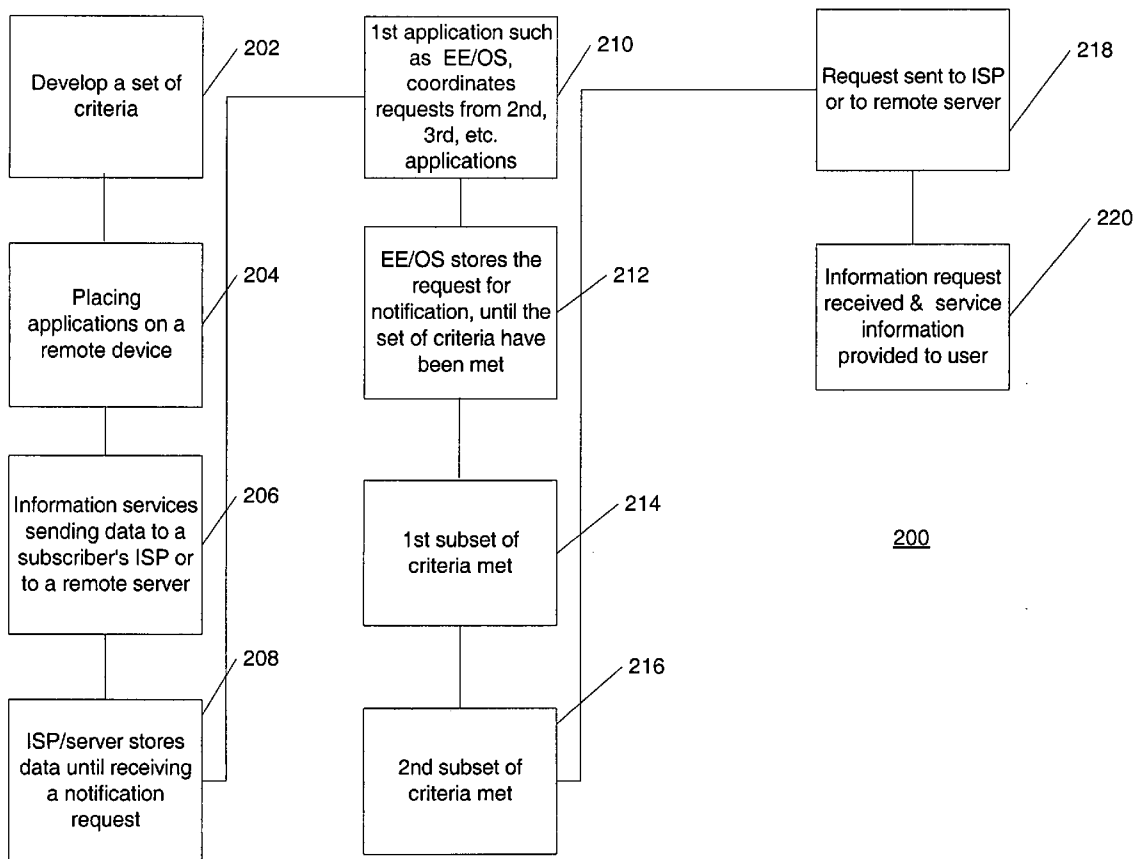 Develop a set of
criteria
202
Placing
applications on a
remote device
204
Information services
sending data to a
subscriber's ISP or
to a remote server
206
ISP/server stores
data until receiving
a notification
request
208
1st application such
as EE/OS,
coordinates
requests from 2nd,
3rd, etc.
applications
210
EE/OS stores the
request for
notification, until the
set of criteria have
been met
212
1st subset of
criteria met
214
2nd subset of
criteria met
216
Request sent to ISP
or to remote server
218
Information request
received & service
information
provided to user
220
200